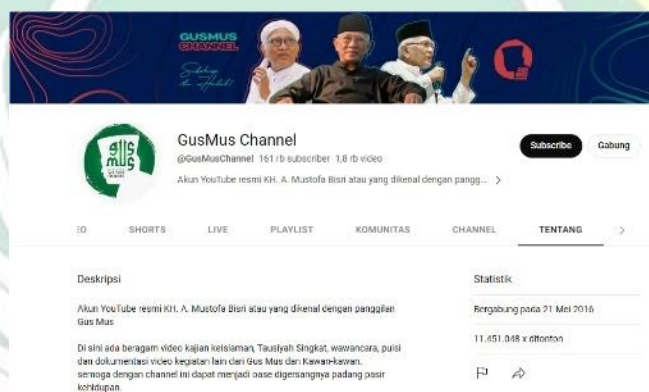 GUSMUS
CHANNEL
gus
mus
GusMus Channel
@GusMusChannel 161 rb subscriber 1,8 rb video
Akun YouTube resmi KH. A. Mustofa Bisri atau yang dikenal dengan pangg...
Subscribe
Gabung
EO SHORTS LIVE PLAYLIST KOMUNITAS CHANNEL TENTANG
Deskripsi
Akun YouTube resmi KH. A. Mustofa Bisri atau yang dikenal dengan panggilan
Gus Mus
Di sini ada beragam video kajian keislaman, Tausiyah Singkat, wawancara, puisi
dan dokumentasi video kegiatan lain dari Gus Mus dan Kawan-kawan.
semoga dengan channel ini dapat menjadi oase digersangnya padang pasir
kehidupan.
Statistik
Bergabung pada 21 Mei 2016
11.451.048 x ditonton